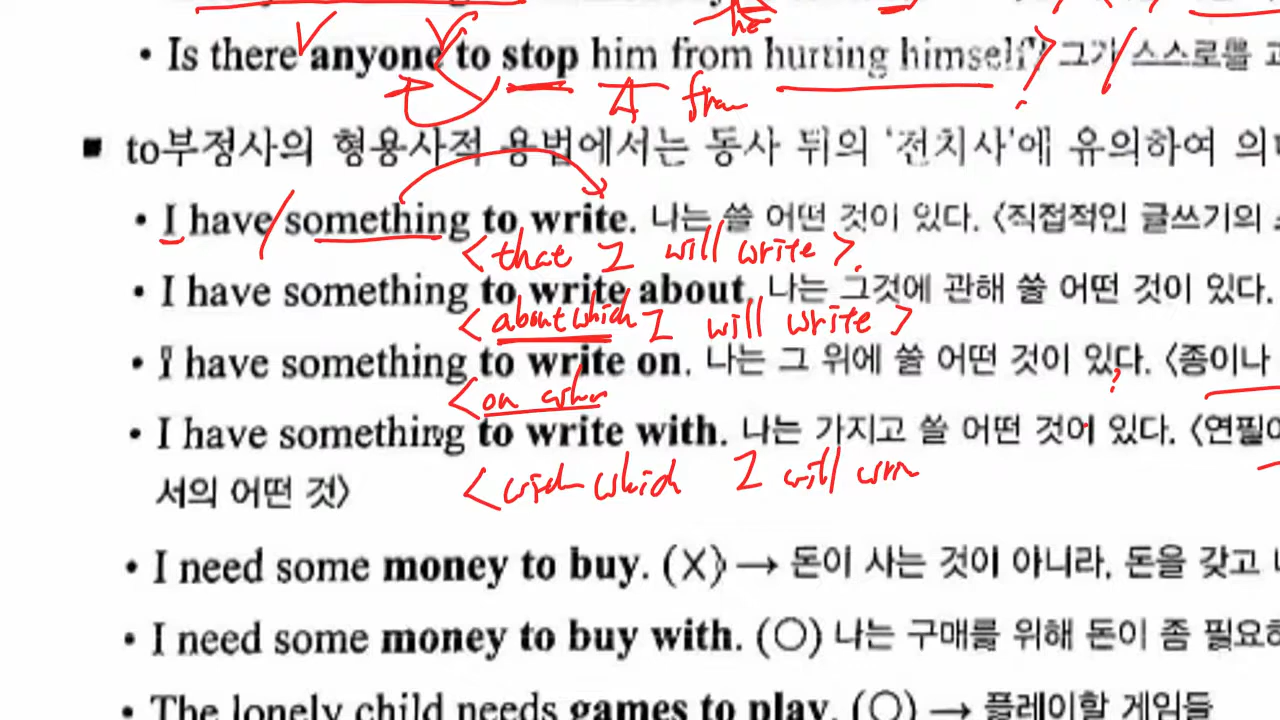 he
• Is there anyone to stop him from hurting himself? 그가 스스로를
A from
■ to부정사의 형용사적 용법에서는 동사 뒤의 '전치사'에 유의하여
• I have something to write. 나는 쓸 어떤 것이 있다. <직접적인 글쓰기의
<that I will write>.
• I have something to write about. 나는 그것에 관해 쓸 어떤 것이 있다.
<about which I will write>
• I have something to write on. 나는 그 위에 쓸 어떤 것이 있다. <종이나
<on
• I have something to write with. 나는 가지고 쓸 어떤 것이 있다. <연필이
<with which I will
서의 어떤 것>
• I need some money to buy. (X) → 돈이 사는 것이 아니라, 돈을 갖고
• I need some money to buy with. (○) 나는 구매를 위해 돈이 좀
• The lonely child needs games to play. (○) → 플레이할 게임들